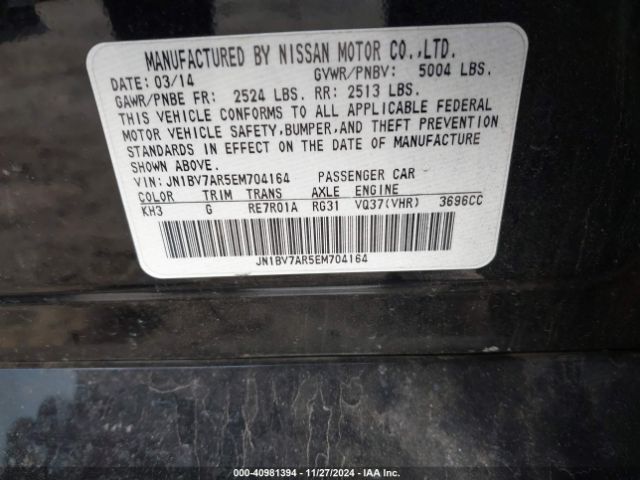 MANUFACTURED BY NISSAN MOTOR CO.,LTD.
DATE: 03/14 GVWR/PNBV: 5004 LBS.
GAWR/PNBE FR: 2524 LBS. RR: 2513 LBS.
THIS VEHICLE CONFORMS TO ALL APPLICABLE FEDERAL
MOTOR VEHICLE SAFETY,BUMPER,AND THEFT PREVENTION
STANDARDS IN EFFECT ON THE DATE OF MANUFACTURE
SHOWN ABOVE.
VIN: JN1BV7AR5EM704164 PASSENGER CAR
COLOR TRIM TRANS AXLE ENGINE
KH3 G RE7R01A RG31 VQ37(VHR) 3696CC
JN1BV7AR5EM704164
000-40981394 - 11/27/2024 - IAA Inc.